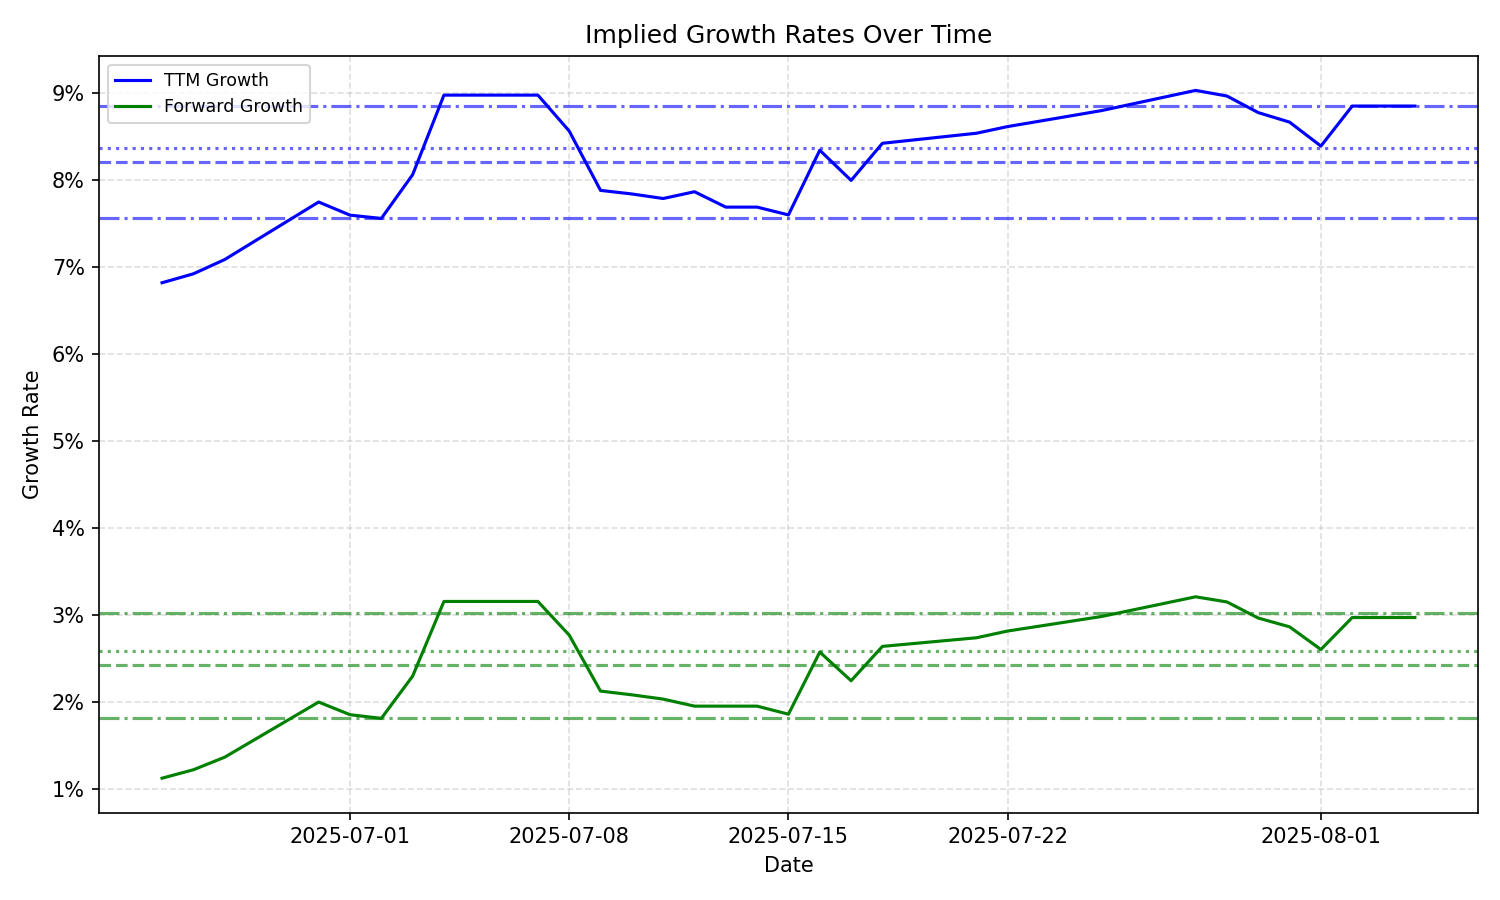 Implied Growth Rates Over Time
TTM Growth
Forward Growth
9%
8%
7%
6%
5%
4%
3%
2%
1%
Growth Rate
2025-07-01
2025-07-08
2025-07-15
2025-07-22
2025-08-01
Date